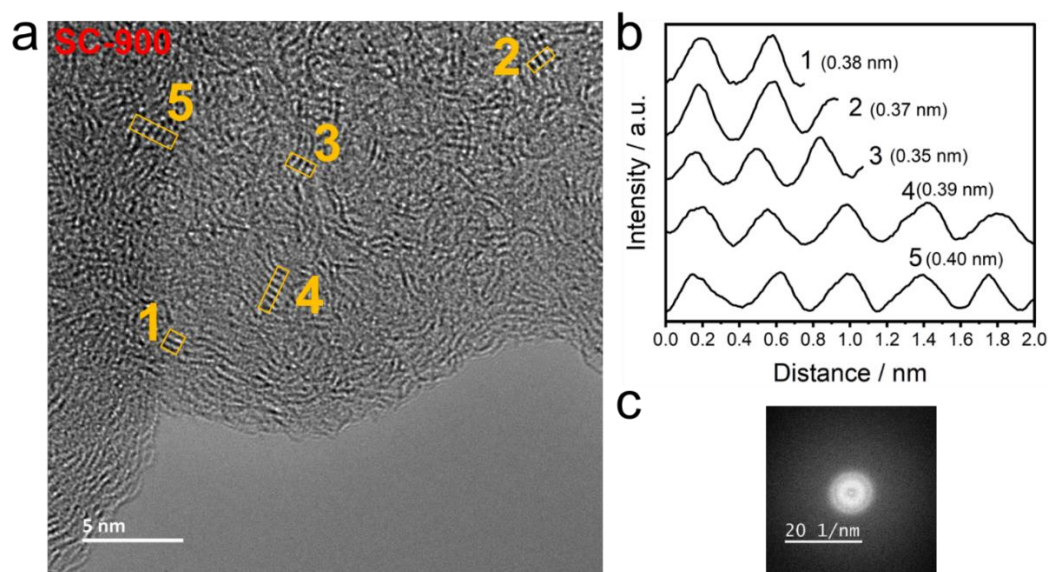 a
SC-900
2
5
3
4
1
5 nm
b
Intensity / a.u.
1 (0.38 nm)
2 (0.37 nm)
3 (0.35 nm)
4 (0.39 nm)
5 (0.40 nm)
0.0 0.2 0.4 0.6 0.8 1.0 1.2 1.4 1.6 1.8 2.0
Distance / nm
c
20 1/nm